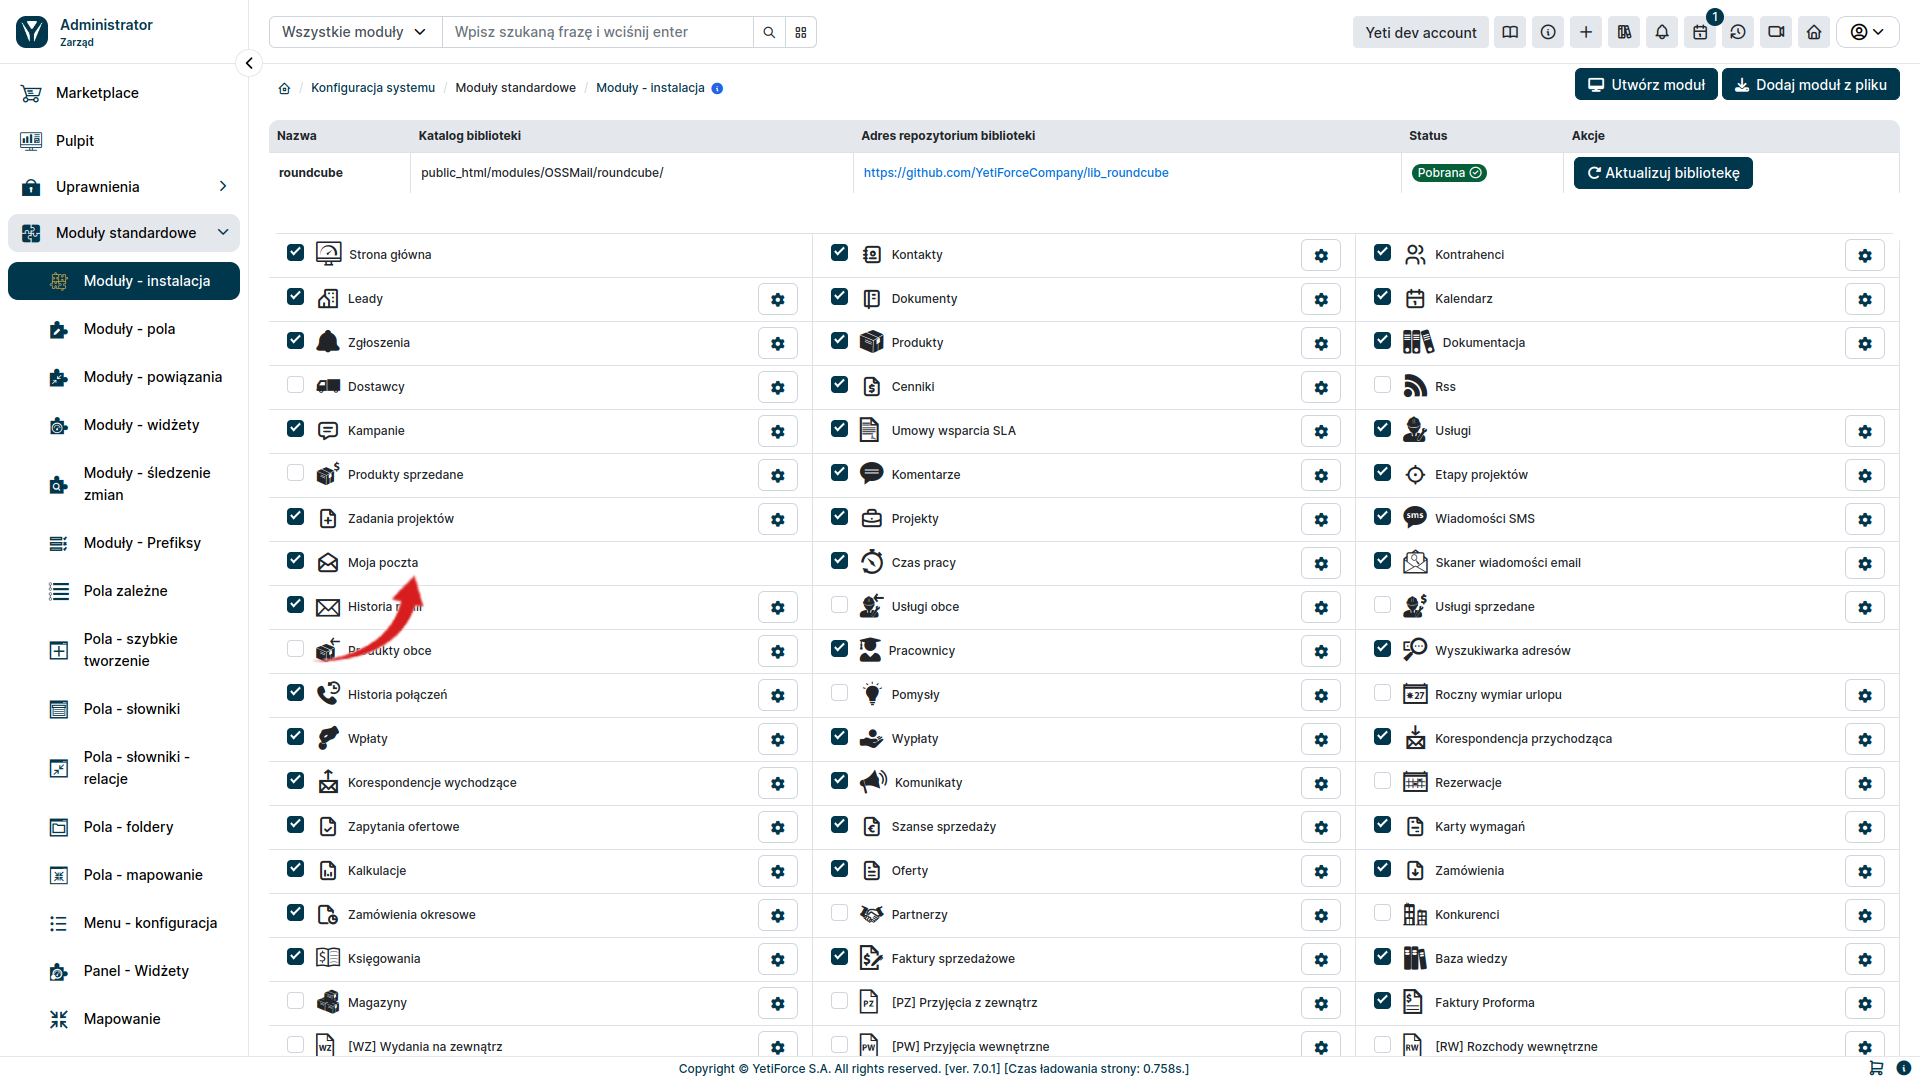 Administrator
Zarząd
Wszystkie moduły
Wpisz szukaną frazę i wciśnij enter
Yeti dev account
1
Marketplace
Pulpit
Uprawnienia
Moduły standardowe
Moduły - instalacja
Moduły - pola
Moduły - powiązania
Moduły - widżety
Moduły - śledzenie
zmian
Moduły - Prefiksy
Pola zależne
Pola - szybkie
tworzenie
Pola - słowniki
Pola - słowniki -
relacje
Pola - foldery
Pola - mapowanie
Menu - konfiguracja
Panel - Widżety
Mapowanie
/ Konfiguracja systemu / Moduły standardowe / Moduły - instalacja
Utwórz moduł
Dodaj moduł z pliku
Nazwa Katalog biblioteki Adres repozytorium biblioteki Status Akcje
roundcube public_html/modules/OSSMail/roundcube/ https://github.com/YetiForceCompany/lib_roundcube Pobrana Aktualizuj bibliotekę
Strona główna Kontakty Kontrahenci
Leady Dokumenty Kalendarz
Zgłoszenia Produkty Dokumentacja
Dostawcy Cenniki Rss
Kampanie Umowy wsparcia SLA Usługi
Produkty sprzedane Komentarze Etapy projektów
Zadania projektów Projekty sms Wiadomości SMS
Moja poczta Czas pracy Skaner wiadomości email
Historia Usługi obce Usługi sprzedane
Produkty obce Pracownicy Wyszukiwarka adresów
Historia połączeń Pomysły Roczny wymiar urlopu
Wpłaty Wypłaty Korespondencja przychodząca
Korespondencje wychodzące Komunikaty Rezerwacje
Zapytania ofertowe Szanse sprzedaży Karty wymagań
Kalkulacje Oferty Zamówienia
Zamówienia okresowe Partnerzy Konkurenci
Księgowania Faktury sprzedażowe Baza wiedzy
Magazyny PZ [PZ] Przyjęcia z zewnątrz Faktury Proforma
WZ [WZ] Wydania na zewnątrz PW [PW] Przyjęcia wewnętrzne RW [RW] Rozchody wewnętrzne
Copyright © YetiForce S.A. All rights reserved. [ver. 7.0.1] [Czas ładowania strony: 0.758s.]